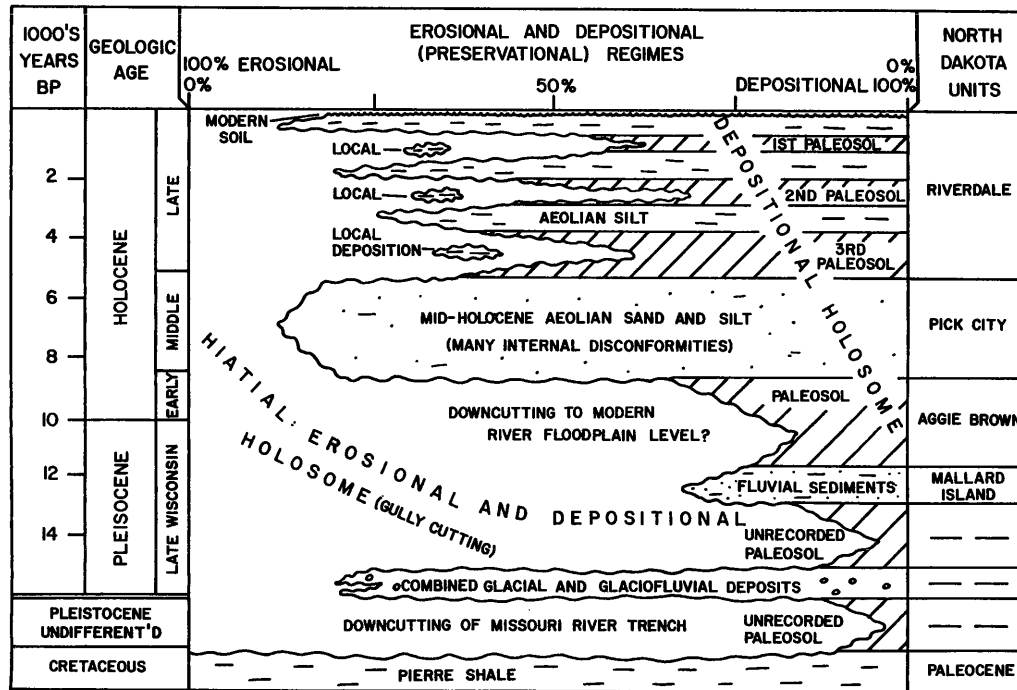 1000'S
YEARS
BP
GEOLOGIC
AGE
EROSIONAL AND DEPOSITIONAL
(PRESERVATIONAL) REGIMES
100% EROSIONAL
0%
50%
0%
DEPOSITIONAL 100%
NORTH
DAKOTA
UNITS
2
4
6
8
10
12
14
HOLOCENE
PLEISOCENE
LATE
MIDDLE
EARLY
LATE WISCONSIN
PLEISTOCENE
UNDIFFERENT'D
CRETACEOUS
MODERN
SOIL
LOCAL
1ST PALEOSOL
LOCAL
2ND PALEOSOL
AEOLIAN SILT
LOCAL
DEPOSITION
3RD
PALEOSOL
DEPOSITIONAL HOLOSOME
MID-HOLOCENE AEOLIAN SAND AND SILT
(MANY INTERNAL DISCONFORMITIES)
PALEOSOL
DOWNCUTTING TO MODERN
RIVER FLOODPLAIN LEVEL?
HIATIAL: EROSIONAL AND DEPOSITIONAL
HOLOSOME (GULLY CUTTING)
FLUVIAL SEDIMENTS
UNRECORDED
PALEOSOL
COMBINED GLACIAL AND GLACIOFLUVIAL DEPOSITS
DOWNCUTTING OF MISSOURI RIVER TRENCH
UNRECORDED
PALEOSOL
PIERRE SHALE
RIVERDALE
PICK CITY
AGGIE BROWN
MALLARD
ISLAND
PALEOCENE